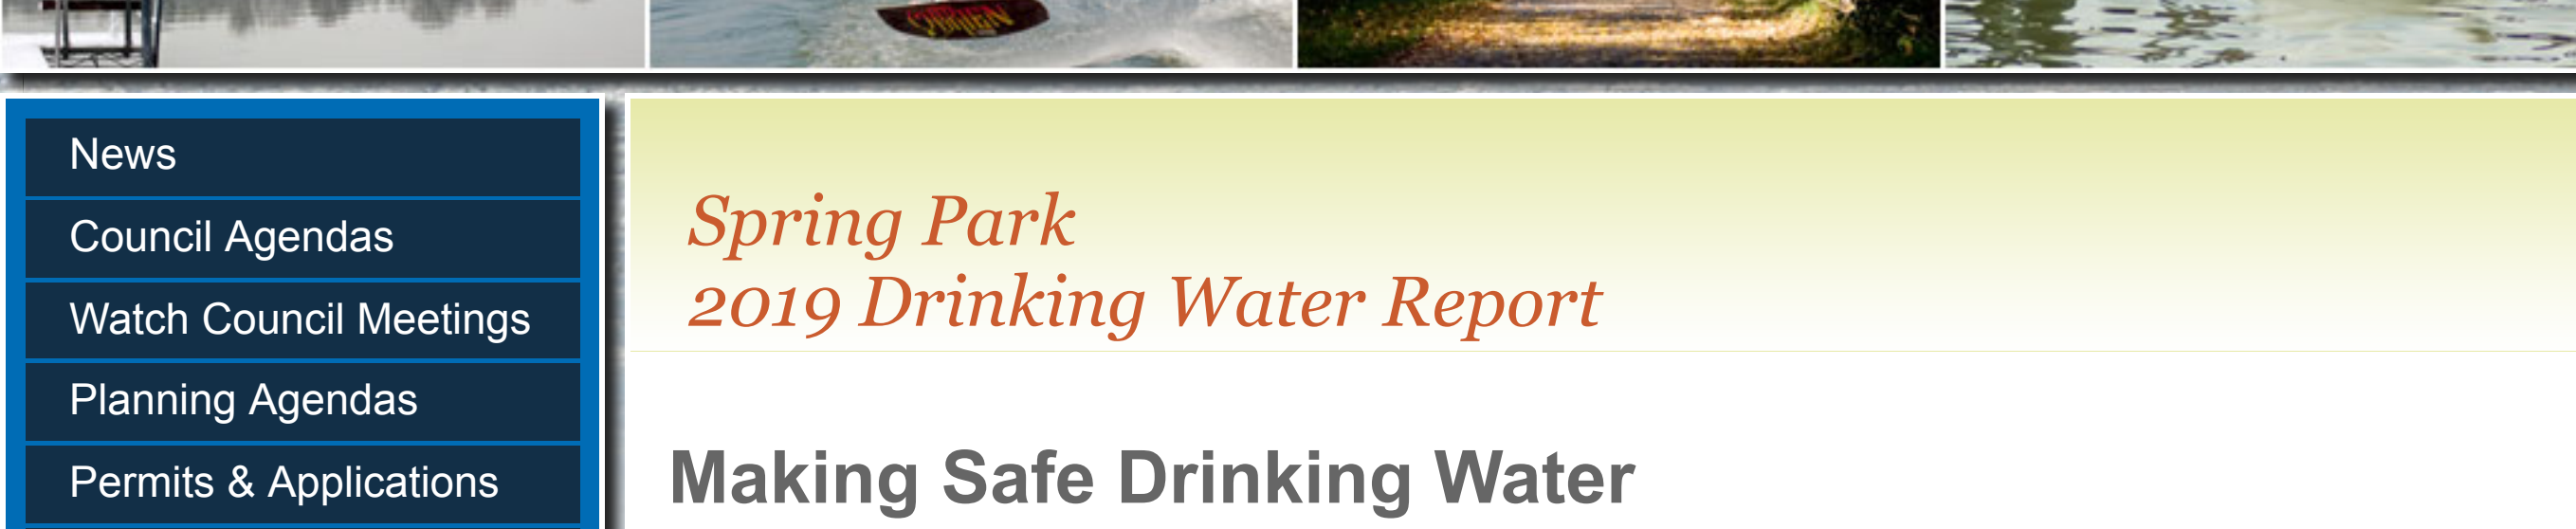 O'BRIEN
News
Council Agendas
Watch Council Meetings
Planning Agendas
Permits & Applications
Spring Park
2019 Drinking Water Report
Making Safe Drinking Water